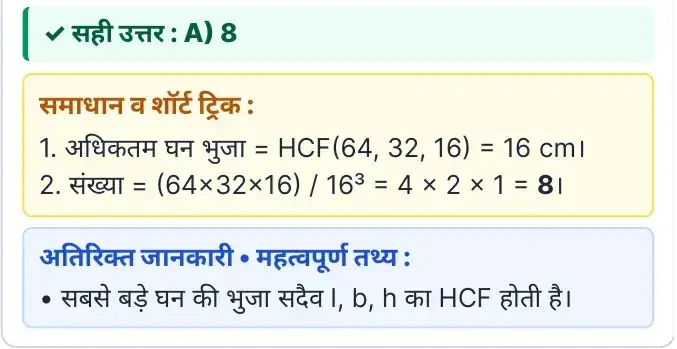 ✓ सही उत्तर : A) 8
समाधान व शॉर्ट ट्रिक :
1. अधिकतम घन भुजा = HCF(64, 32, 16) = 16 cm।
2. संख्या = (64×32×16) / 16³ = 4 × 2 × 1 = 8।
अतिरिक्त जानकारी • महत्वपूर्ण तथ्य :
• सबसे बड़े घन की भुजा सदैव l, b, h का HCF होती है।